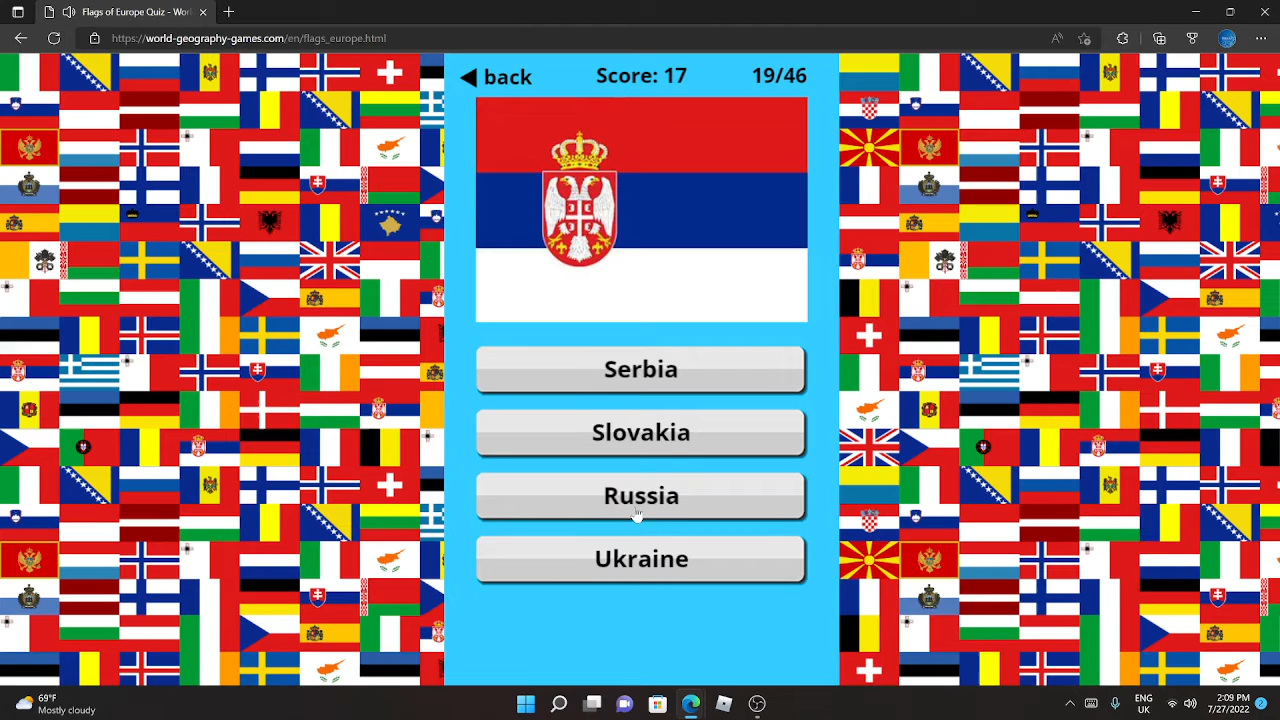 Flags of Europe Quiz - Wor
https://world-geography-games.com/en/flags_europe.html
back
Score: 17
19/46
Serbia
Slovakia
Russia
Ukraine
69°F
Mostly cloudy
ENG
UK
2:09 PM
7/27/2022
2